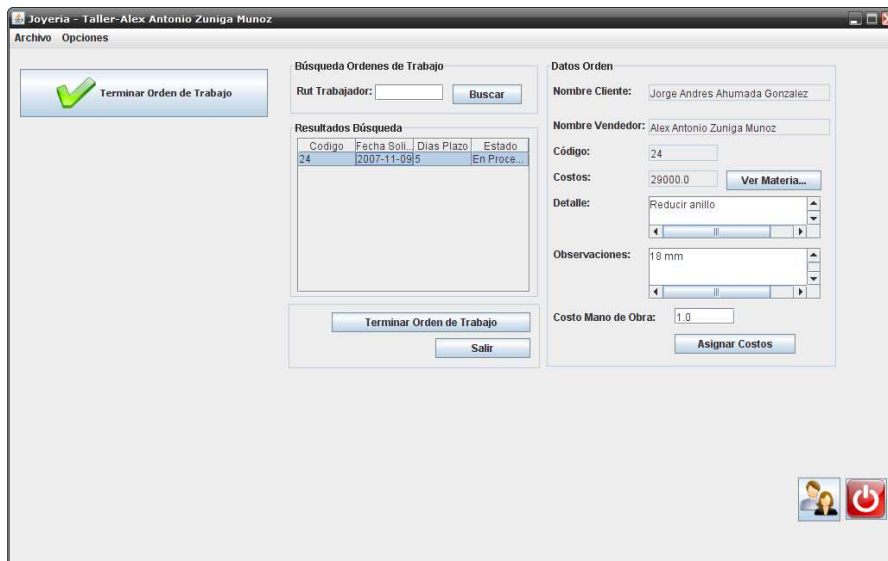 Joyería - Taller-Alex Antonio Zuniga Munoz
Archivo Opciones
Terminar Orden de Trabajo
Búsqueda Ordenes de Trabajo
Rut Trabajador: Buscar
Resultados Búsqueda
Codigo Fecha Soli... Dias Plazo Estado
24 2007-11-09 5 En Proce...
Terminar Orden de Trabajo
Salir
Datos Orden
Nombre Cliente: Jorge Andres Ahumada Gonzalez
Nombre Vendedor: Alex Antonio Zuniga Munoz
Código: 24
Costos: 29000.0 Ver Materia...
Detalle: Reducir anillo
Observaciones: 18 mm
Costo Mano de Obra: 1.0
Asignar Costos